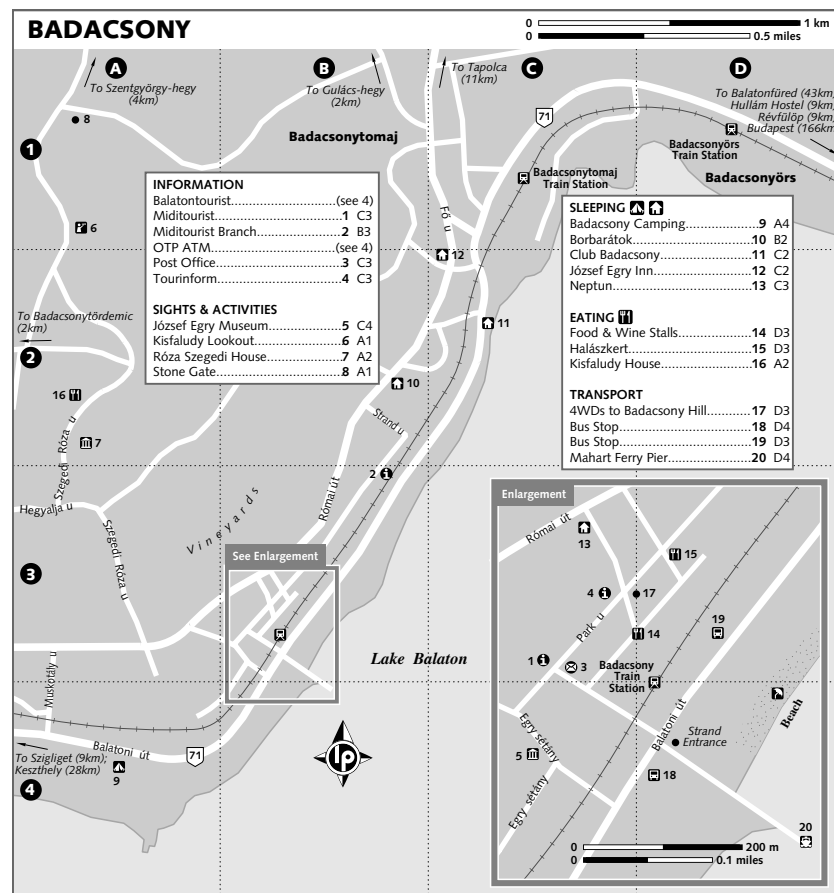 BADACSONY
0 1 km
0 0.5 miles
A
B
C
D
To Szentgyörgy-hegy
(4km)
To Gulács-hegy
(2km)
To Tapolca
(11km)
To Balatonfüred (43km)
Hullám Hostel (9km)
Révfülöp (9km)
Budapest (166km)
8
71
Badacsonytomaj
Badacsonyörs
Train Station
1
Badacsonytomaj
Train Station
Badacsonyörs
INFORMATION
Balatontourist (see 4)
Miditourist 1 C3
Miditourist Branch 2 B3
OTP ATM (see 4)
Post Office 3 C3
Tourinform 4 C3
SIGHTS & ACTIVITIES
József Egry Museum 5 C4
Kisfaludy Lookout 6 A1
Róza Szegedi House 7 A2
Stone Gate 8 A1
SLEEPING
Badacsony Camping 9 A4
Borbarátok 10 B2
Club Badacsony 11 C2
József Egry Inn 12 C2
Neptun 13 C3
EATING
Food & Wine Stalls 14 D3
Halászkert 15 D3
Kisfaludy House 16 A2
TRANSPORT
4WDs to Badacsony Hill 17 D3
Bus Stop 18 D4
Bus Stop 19 D3
Mahart Ferry Pier 20 D4
Fő u
6
12
To Badacsonytördemic
(2km)
11
2
16
10
Strand u
7
Szegedi Róza u
2
Hegyalja u
Vineyards
Római út
Szegedi Róza u
3
See Enlargement
Lake Balaton
Muskotály u
Balatoni út
71
To Szigliget (9km);
Keszthely (28km)
9
4
lp
Enlargement
Római út
13
15
4
17
Park u
19
14
1
3
Badacsony
Train
Station
Balatoni út
Beach
Strand
Entrance
Egry sétány
5
18
Egry sétány
20
0 200 m
0 0.1 miles